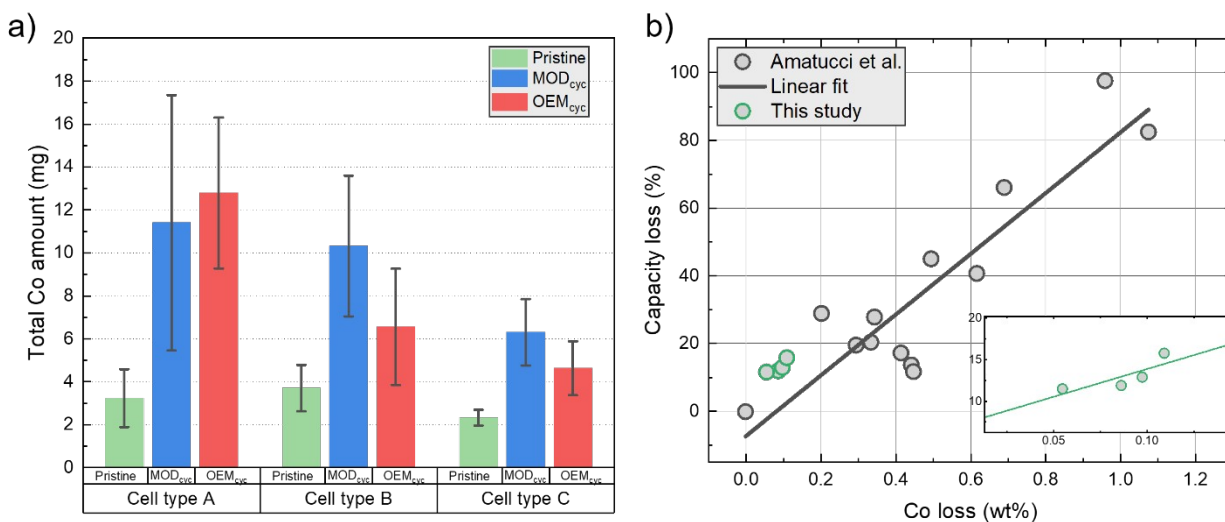 a)
Total Co amount (mg)
20
18
16
14
12
10
8
6
4
2
0
Pristine
MODcyc
OEMcyc
Pristine MODcyc OEMcyc Pristine MODcyc OEMcyc Pristine MODcyc OEMcyc
Cell type A Cell type B Cell type C
b)
Capacity loss (%)
100
80
60
40
20
0
Amatucci et al.
Linear fit
This study
20
15
10
0.05 0.10
0.0 0.2 0.4 0.6 0.8 1.0 1.2
Co loss (wt%)